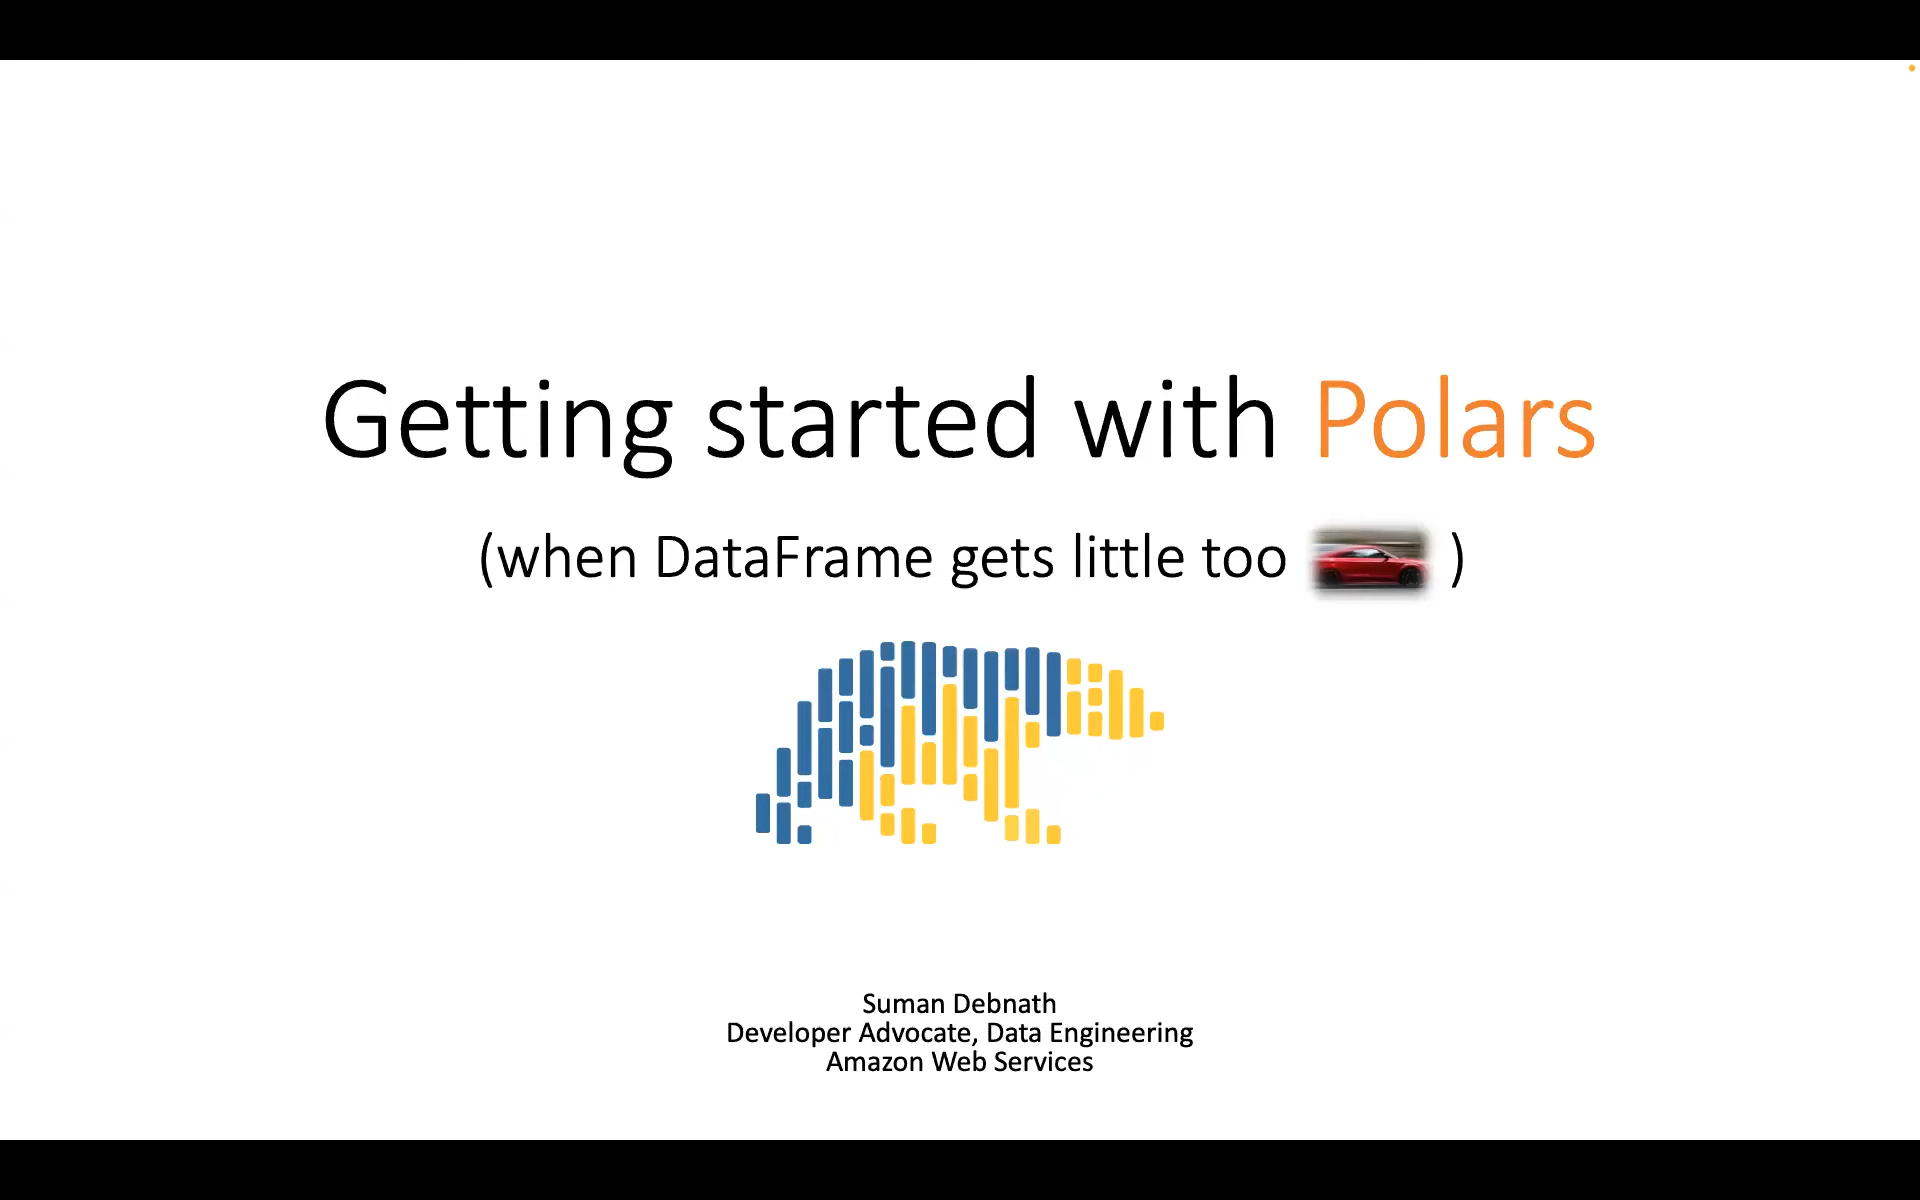 Getting started with Polars
(when DataFrame gets little too )
Suman Debnath
Developer Advocate, Data Engineering
Amazon Web Services